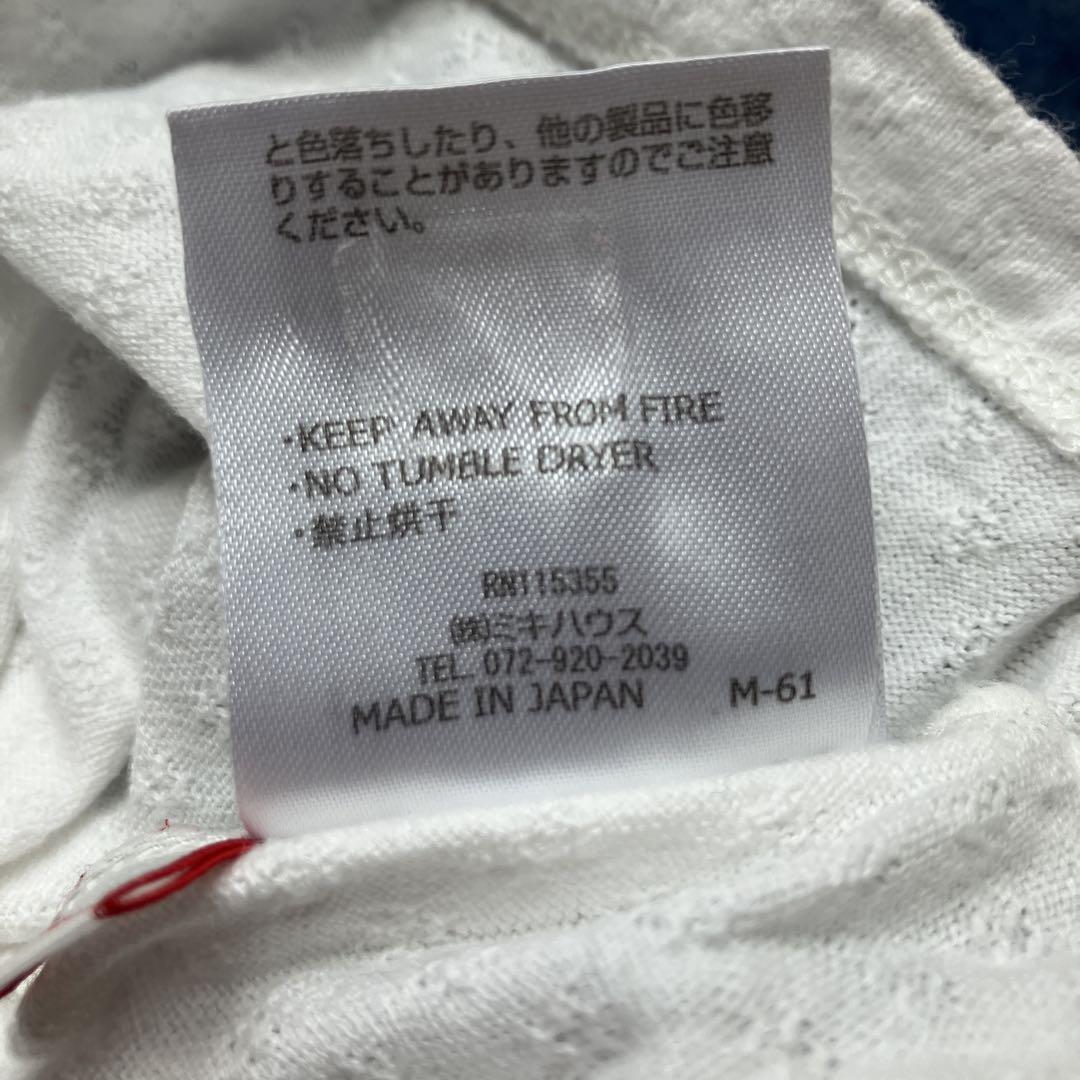 と色落ちしたり、他の製品に色移
りすることがありますのでご注意
ください。
・KEEP AWAY FROM FIRE
・NO TUMBLE DRYER
・禁止烘干
RN115355
㈱ミキハウス
TEL. 072-920-2039
MADE IN JAPAN M-61